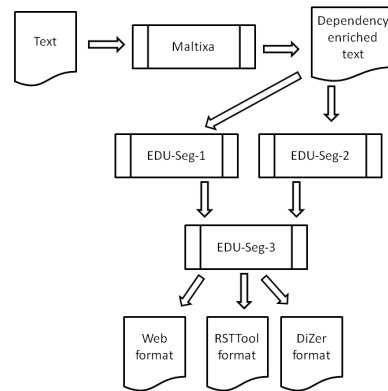 Text
Maltixa
Dependency
enriched
text
EDU-Seg-1
EDU-Seg-2
EDU-Seg-3
Web
format
RSTTool
format
DiZer
format